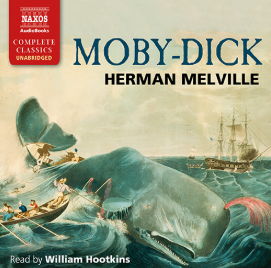 NAXOS
AudioBooks
COMPLETE
CLASSICS
UNABRIDGED
MOBY-DICK
HERMAN MELVILLE
Read by William Hootkins